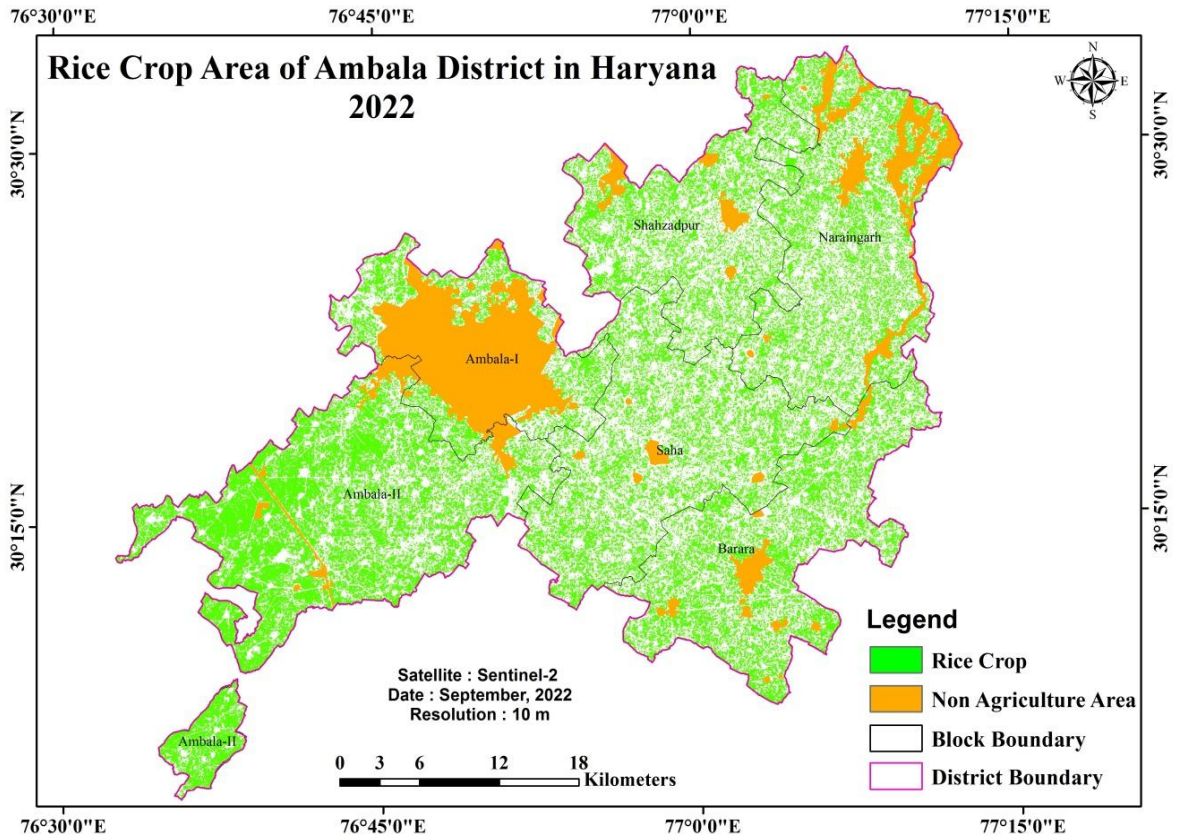 76°30'0"E 76°45'0"E 77°0'0"E 77°15'0"E
Rice Crop Area of Ambala District in Haryana
2022
N
W E
S
30°30'0"N
30°30'0"N
Shahzadpur
Naraingarh
Ambala-I
Saha
Ambala-II
30°15'0"N
30°15'0"N
Barara
Legend
Rice Crop
Non Agriculture Area
Block Boundary
District Boundary
Satellite : Sentinel-2
Date : September, 2022
Resolution : 10 m
Ambala-II
0 3 6 12 18
Kilometers
76°30'0"E 76°45'0"E 77°0'0"E 77°15'0"E